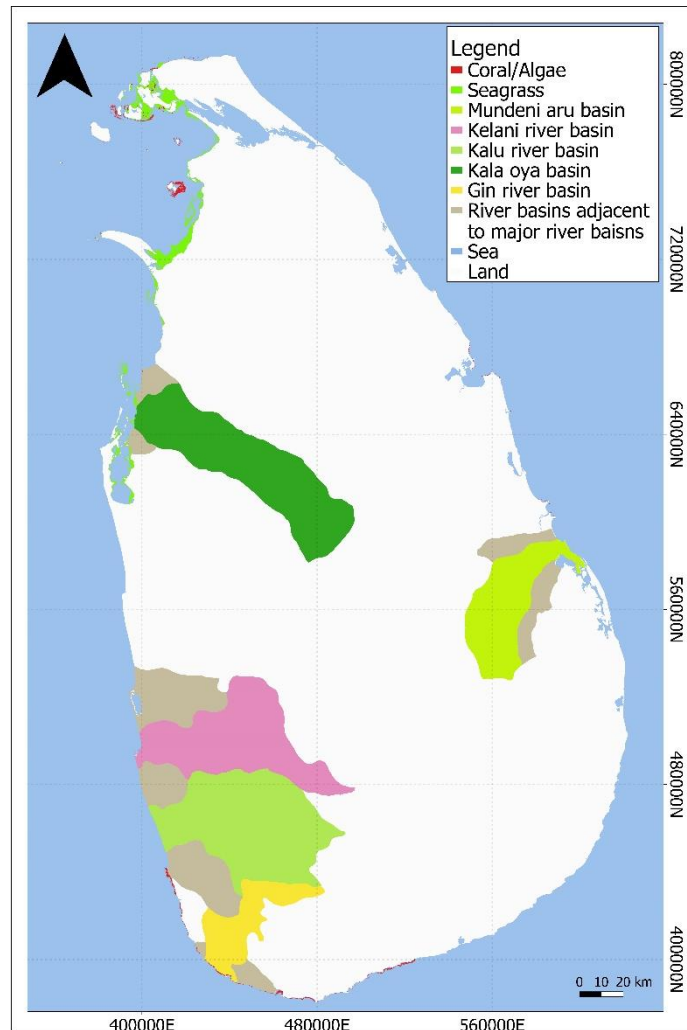 Legend
Coral/Algae
Seagrass
Mundeni aru basin
Kelani river basin
Kalu river basin
Kala oya basin
Gin river basin
River basins adjacent
to major river baisns
Sea
Land
800000N
720000N
640000N
560000N
480000N
400000N
0 10 20 km
400000E 480000E 560000E